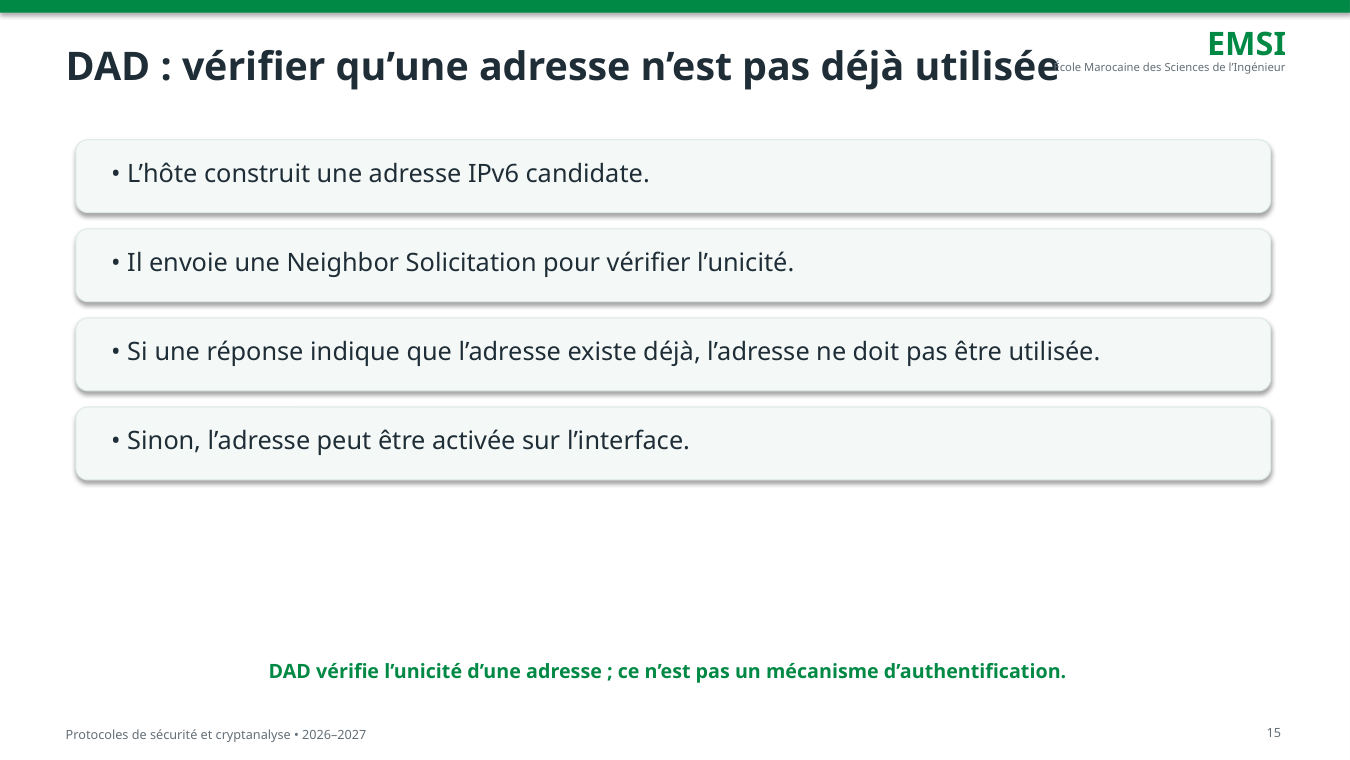 DAD : vérifier qu’une adresse n’est pas déjà utilisée
EMSI
École Marocaine des Sciences de l’Ingénieur
• L’hôte construit une adresse IPv6 candidate.
• Il envoie une Neighbor Solicitation pour vérifier l’unicité.
• Si une réponse indique que l’adresse existe déjà, l’adresse ne doit pas être utilisée.
• Sinon, l’adresse peut être activée sur l’interface.
DAD vérifie l’unicité d’une adresse ; ce n’est pas un mécanisme d’authentification.
Protocoles de sécurité et cryptanalyse • 2026–2027
15